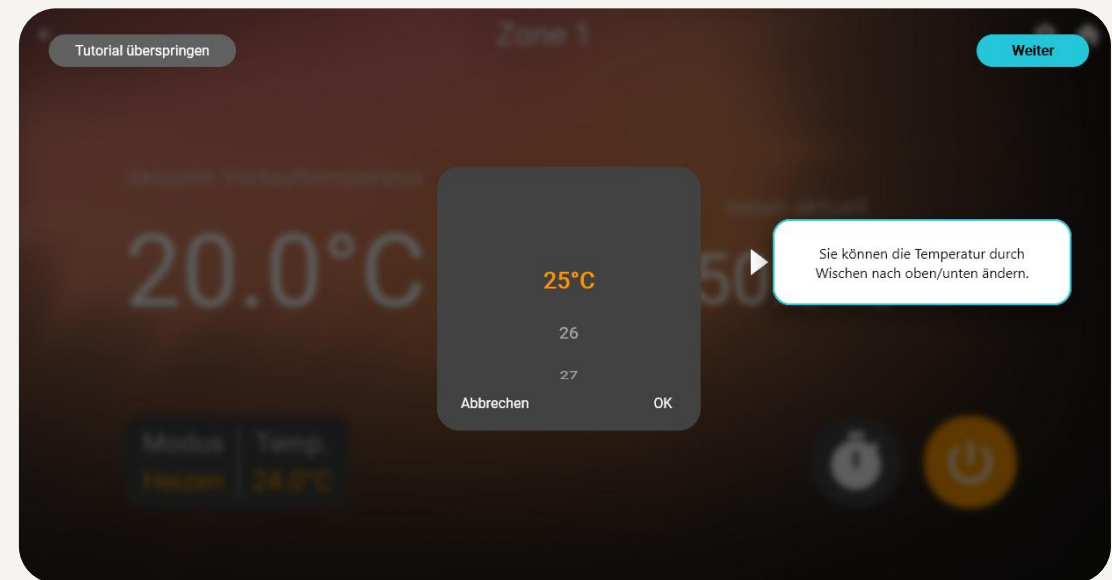 Zone 1
Tutorial überspringen
Weiter
Aktuelle Vorlauftemperatur
20.0°C
25°C
26
27
Abbrechen
OK
50
Sie können die Temperatur durch
Wischen nach oben/unten ändern.
Modus
Temp.
Heizen
24.0°C